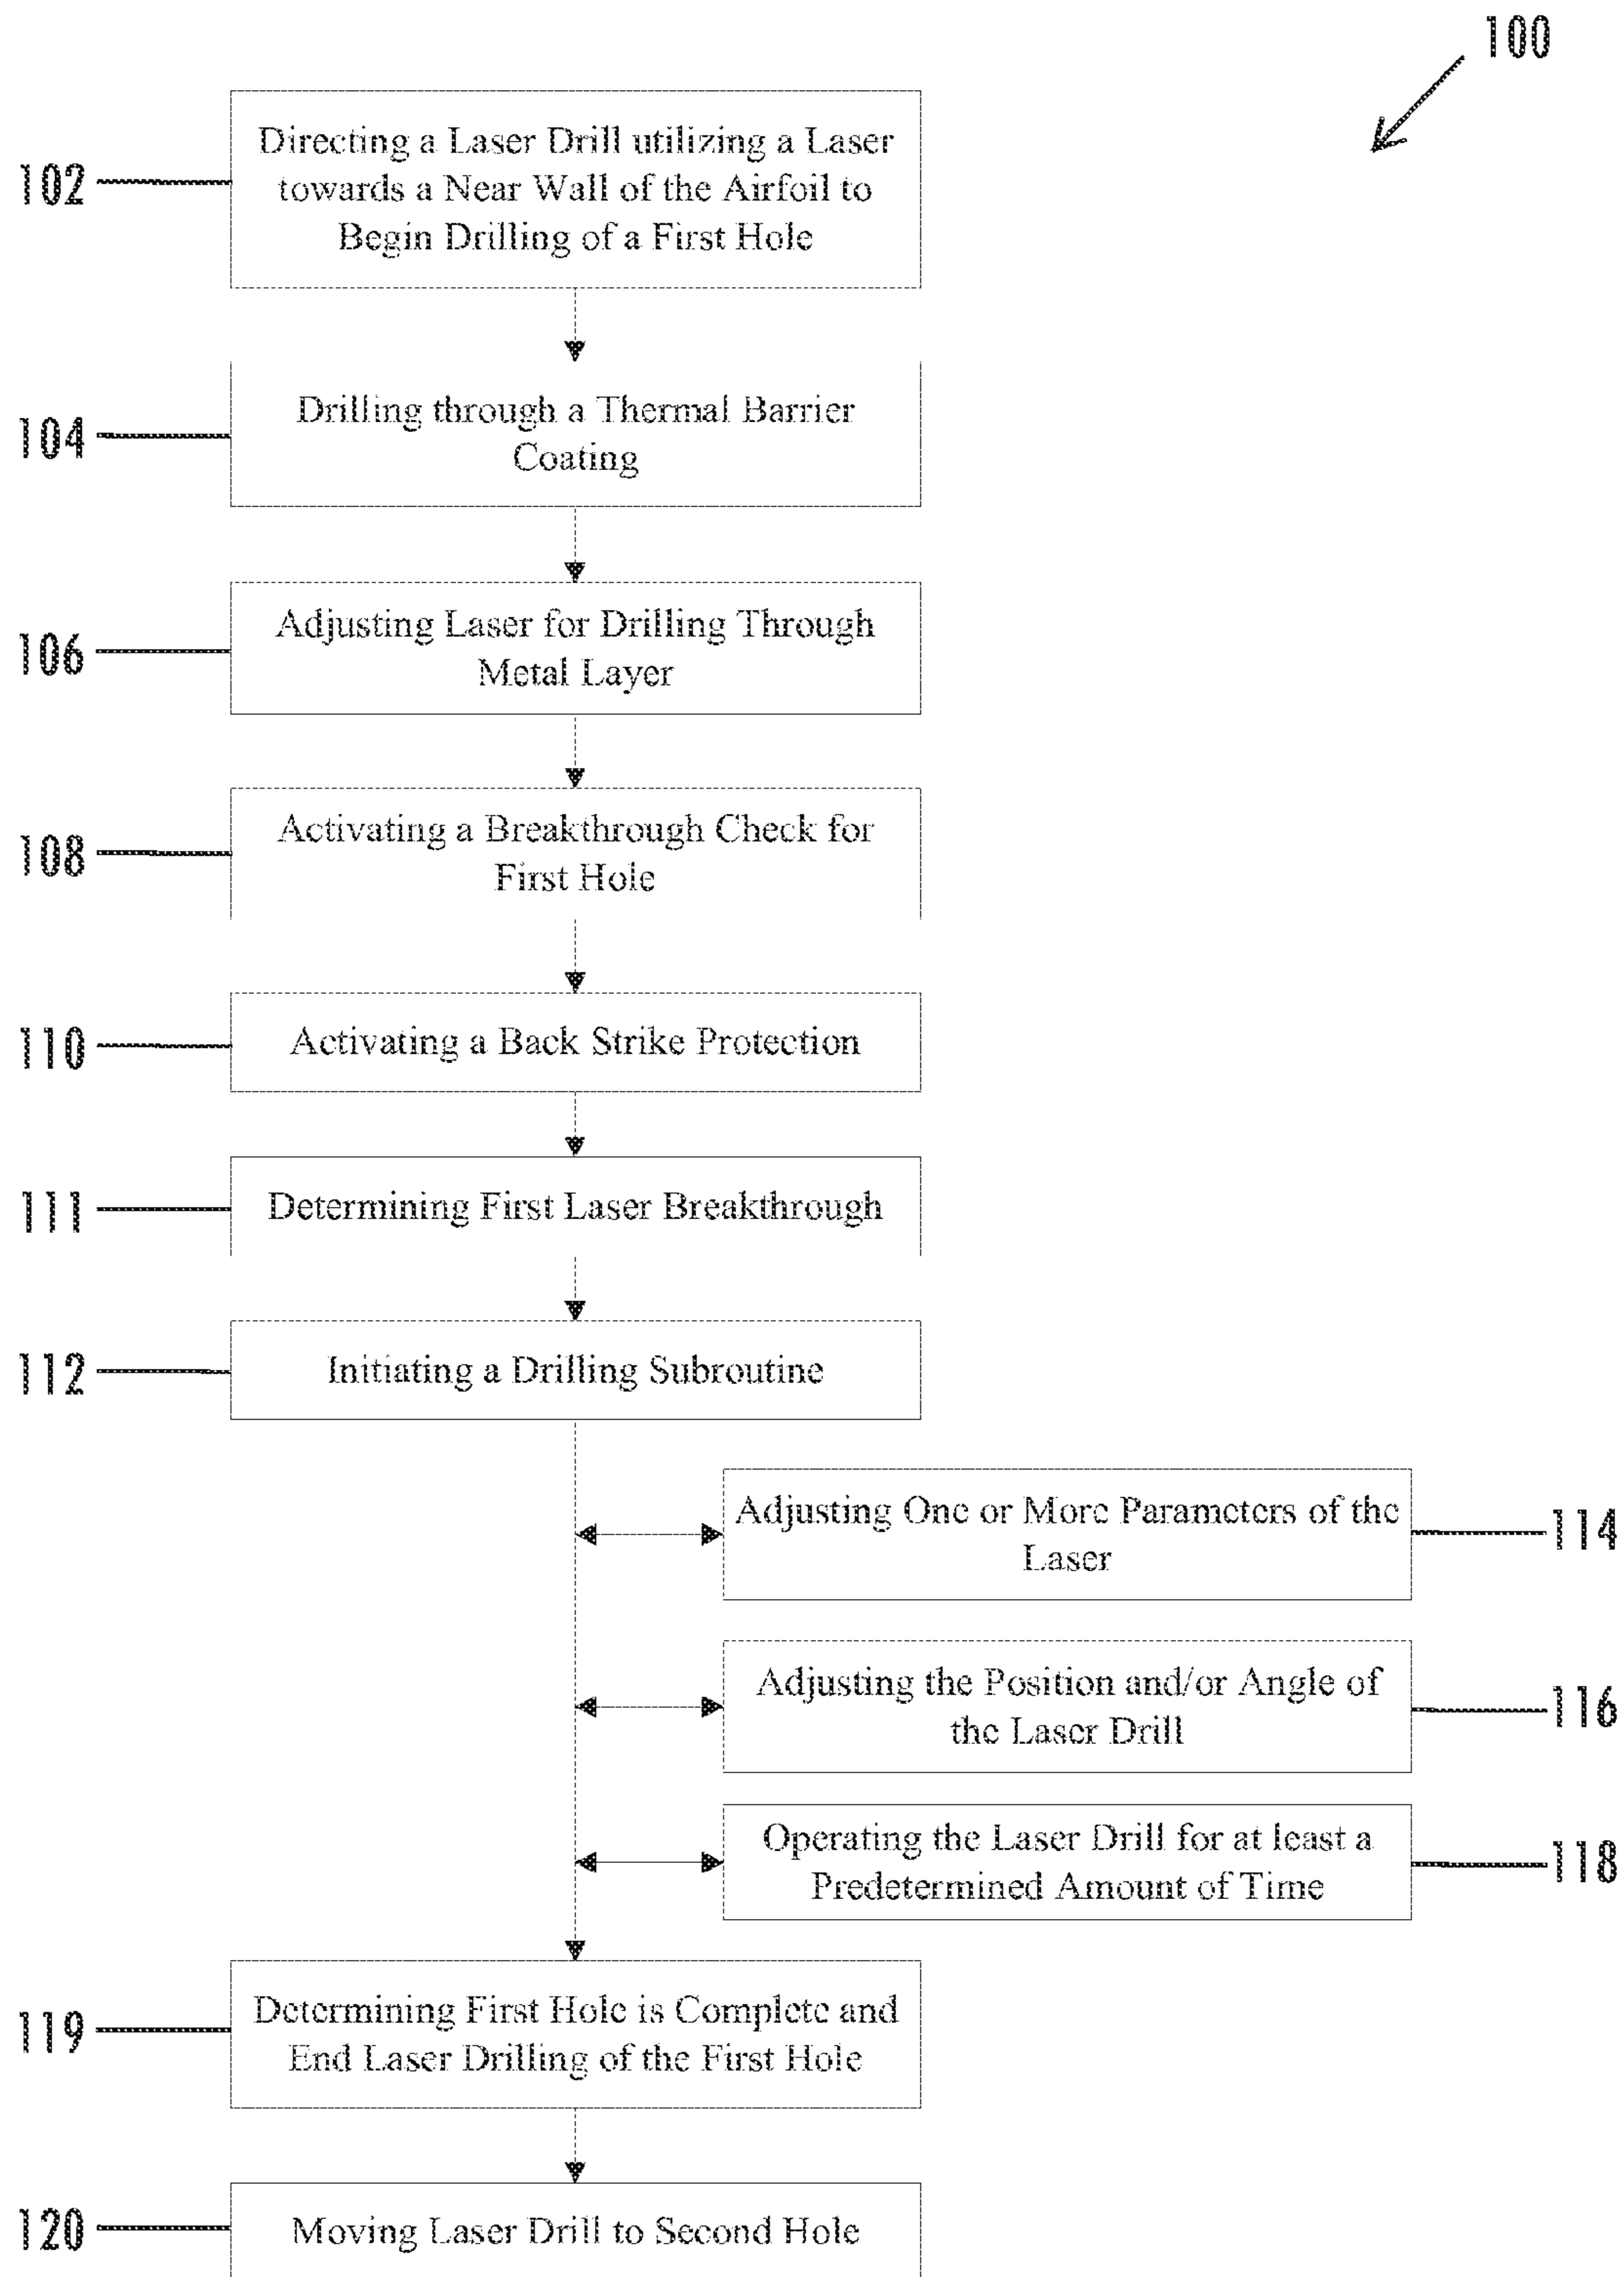 100
102
Directing a Laser Drill utilizing a Laser
towards a Near Wall of the Airfoil to
Begin Drilling of a First Hole
104
Drilling through a Thermal Barrier
Coating
106
Adjusting Laser for Drilling Through
Metal Layer
108
Activating a Breakthrough Check for
First Hole
110
Activating a Back Strike Protection
111
Determining First Laser Breakthrough
112
Initiating a Drilling Subroutine
Adjusting One or More Parameters of the
Laser
114
Adjusting the Position and/or Angle of
the Laser Drill
116
Operating the Laser Drill for at least a
Predetermined Amount of Time
118
119
Determining First Hole is Complete and
End Laser Drilling of the First Hole
120
Moving Laser Drill to Second Hole